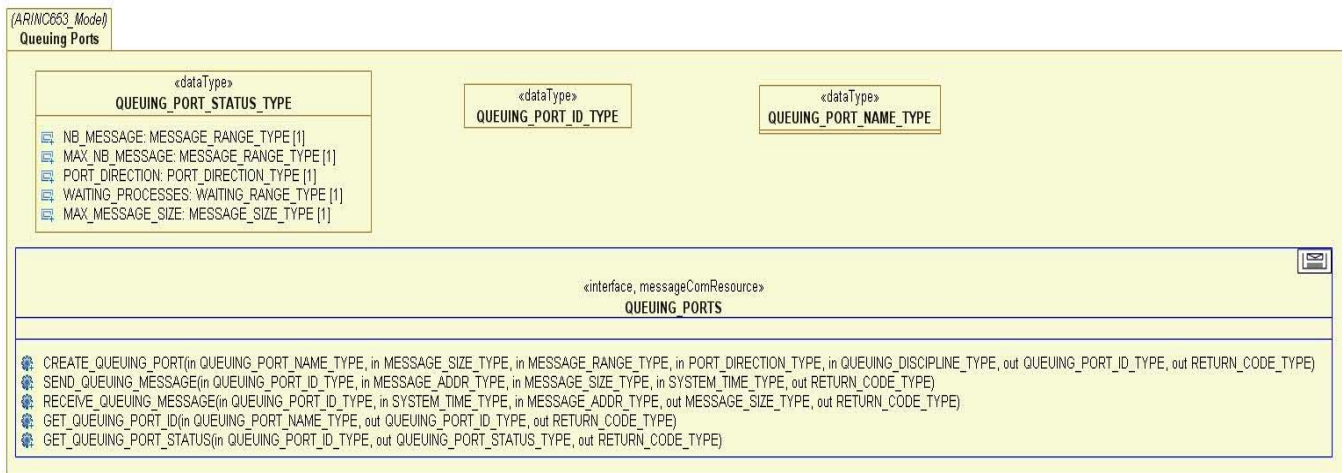 (ARINC653_Model)
Queuing Ports
«dataType»
QUEUING_PORT_STATUS_TYPE
NB_MESSAGE: MESSAGE_RANGE_TYPE [1]
MAX_NB_MESSAGE: MESSAGE_RANGE_TYPE [1]
PORT_DIRECTION: PORT_DIRECTION_TYPE [1]
WAITING_PROCESSES: WAITING_RANGE_TYPE [1]
MAX_MESSAGE_SIZE: MESSAGE_SIZE_TYPE [1]
«dataType»
QUEUING_PORT_ID_TYPE
«dataType»
QUEUING_PORT_NAME_TYPE
«interface, messageComResource»
QUEUING_PORTS
CREATE_QUEUING_PORT(in QUEUING_PORT_NAME_TYPE, in MESSAGE_SIZE_TYPE, in MESSAGE_RANGE_TYPE, in PORT_DIRECTION_TYPE, in QUEUING_DISCIPLINE_TYPE, out QUEUING_PORT_ID_TYPE, out RETURN_CODE_TYPE)
SEND_QUEUING_MESSAGE(in QUEUING_PORT_ID_TYPE, in MESSAGE_ADDR_TYPE, in MESSAGE_SIZE_TYPE, in SYSTEM_TIME_TYPE, out RETURN_CODE_TYPE)
RECEIVE_QUEUING_MESSAGE(in QUEUING_PORT_ID_TYPE, in SYSTEM_TIME_TYPE, in MESSAGE_ADDR_TYPE, out MESSAGE_SIZE_TYPE, out RETURN_CODE_TYPE)
GET_QUEUING_PORT_ID(in QUEUING_PORT_NAME_TYPE, out QUEUING_PORT_ID_TYPE, out RETURN_CODE_TYPE)
GET_QUEUING_PORT_STATUS(in QUEUING_PORT_ID_TYPE, out QUEUING_PORT_STATUS_TYPE, out RETURN_CODE_TYPE)